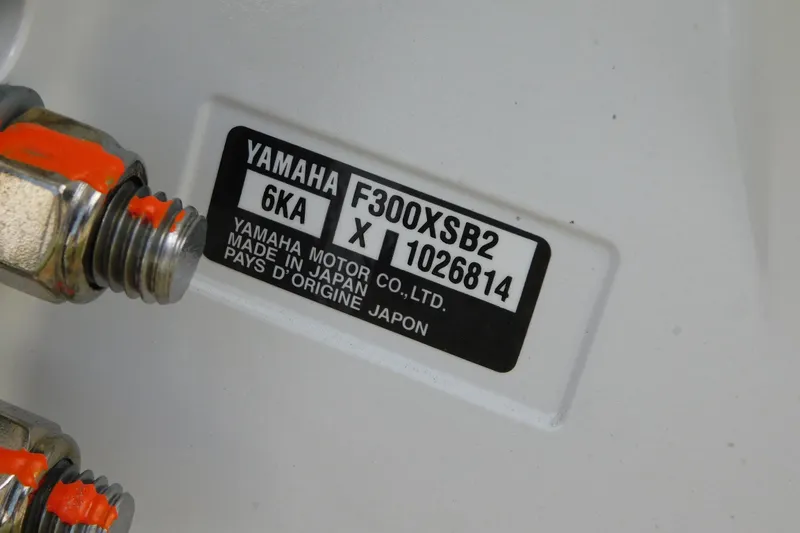 YAMAHA
6KA
F300XSB2
X 1026814
YAMAHA MOTOR CO.,LTD.
MADE IN JAPAN
PAYS D'ORIGINE JAPON